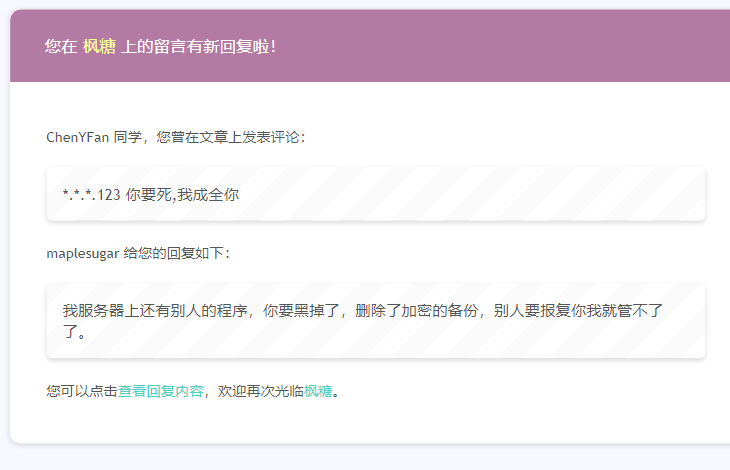 您在 枫糖 上的留言有新回复啦！
ChenYFan 同学，您曾在文章上发表评论：
*.*.*.123 你要死,我成全你
maplesugar 给您的回复如下：
我服务器上还有别人的程序，你要黑掉了，删除了加密的备份，别人要报复你我就管不了
了。
您可以点击查看回复内容，欢迎再次光临枫糖。